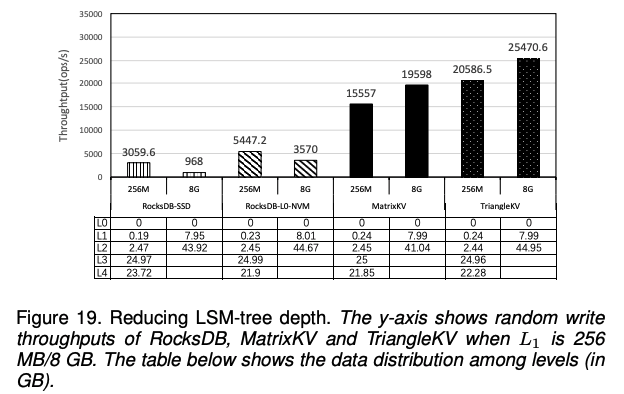 35000
30000
25000
20000
15000
10000
5000
0
Throughtput(ops/s)
3059.6
968
5447.2
3570
15557
19598
20586.5
25470.6
256M 8G 256M 8G 256M 8G 256M 8G
RocksDB-SSD RocksDB-L0-NVM MatrixKV TriangleKV
L0 0 0 0 0 0 0 0 0
L1 0.19 7.95 0.23 8.01 0.24 7.99 0.24 7.99
L2 2.47 43.92 2.45 44.67 2.45 41.04 2.44 44.95
L3 24.97 24.99 25 24.96
L4 23.72 21.9 21.85 22.28
Figure 19. Reducing LSM-tree depth. The y-axis shows random write
throughputs of RocksDB, MatrixKV and TriangleKV when L1 is 256
MB/8 GB. The table below shows the data distribution among levels (in
GB).